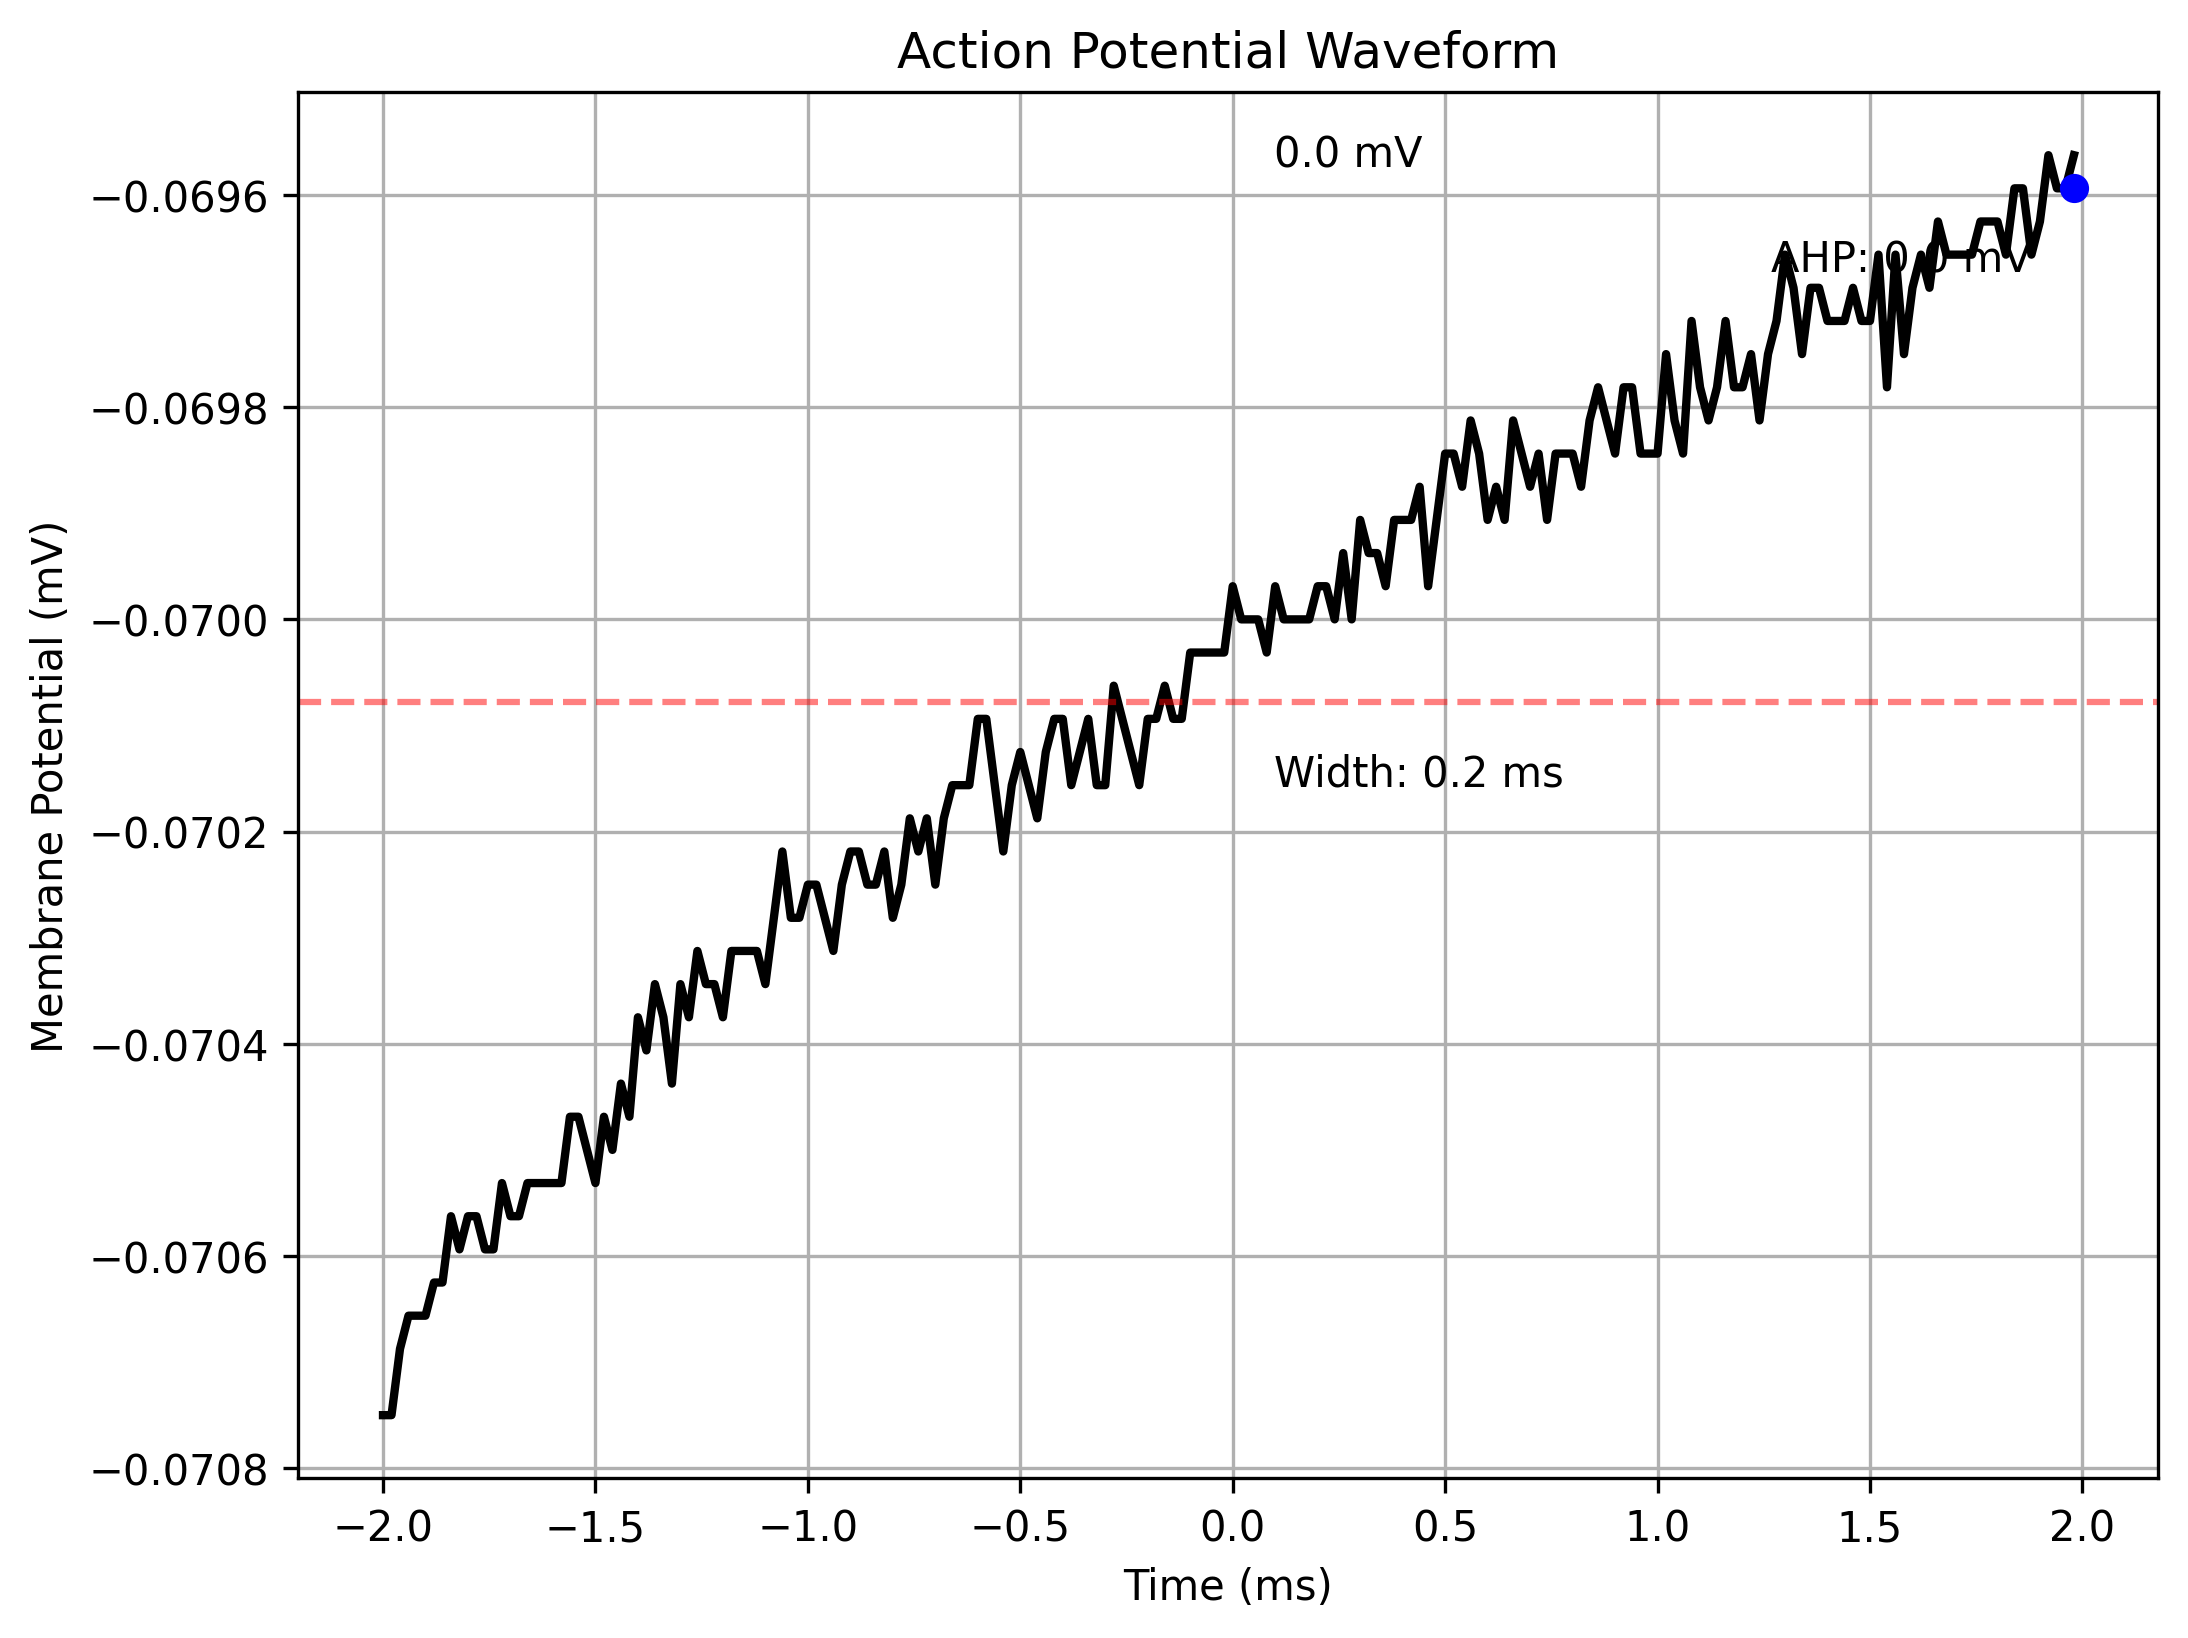 Action Potential Waveform
0.0 mV
AHP: 0.0 mV
Width: 0.2 ms
Membrane Potential (mV)
−0.0696
−0.0698
−0.0700
−0.0702
−0.0704
−0.0706
−0.0708
−2.0
−1.5
−1.0
−0.5
0.0
0.5
1.0
1.5
2.0
Time (ms)